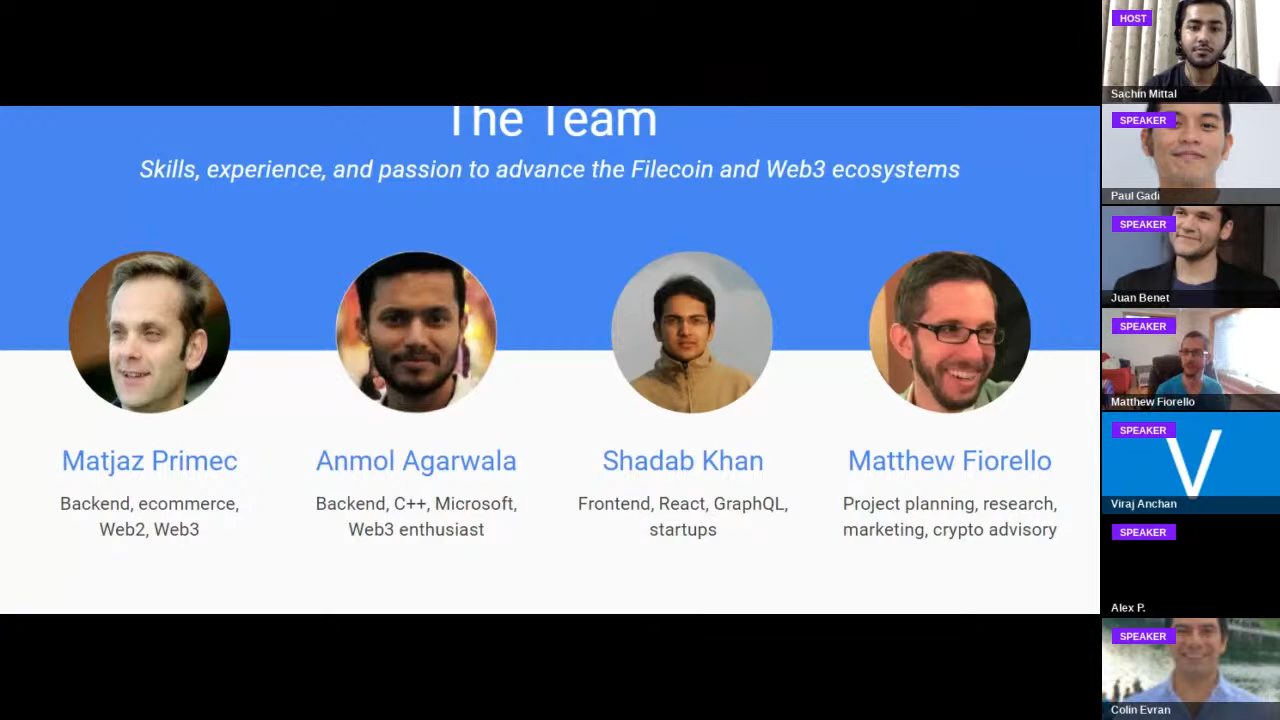 The Team
Skills, experience, and passion to advance the Filecoin and Web3 ecosystems
Matjaz Primec
Backend, ecommerce,
Web2, Web3
Anmol Agarwala
Backend, C++, Microsoft,
Web3 enthusiast
Shadab Khan
Frontend, React, GraphQL,
startups
Matthew Fiorello
Project planning, research,
marketing, crypto advisory
HOST
Sachin Mittal
SPEAKER
Paul Gadi
SPEAKER
Juan Benet
SPEAKER
Matthew Fiorello
SPEAKER
V
Viraj Anchan
SPEAKER
Alex P.
SPEAKER
Colin Evran